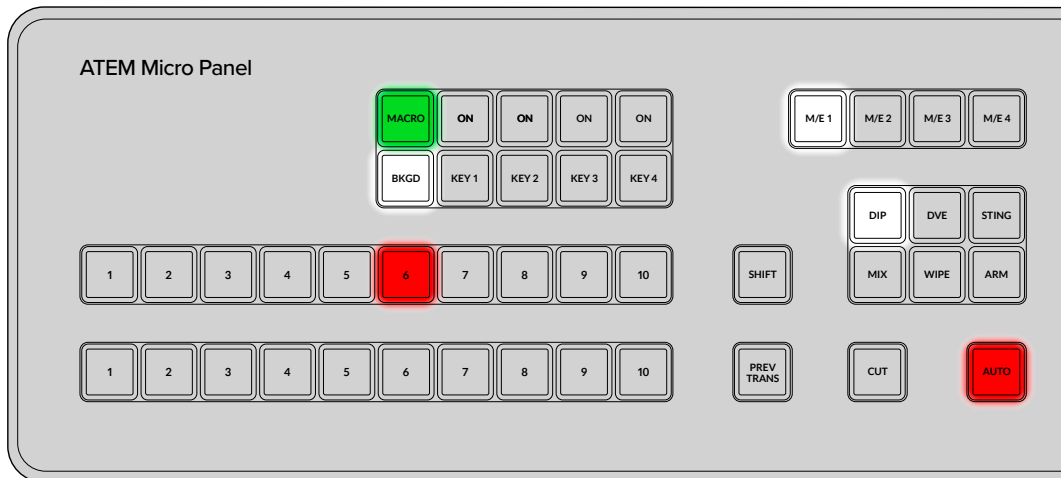 ATEM Micro Panel
MACRO ON ON ON ON
M/E 1 M/E 2 M/E 3 M/E 4
BKGD KEY 1 KEY 2 KEY 3 KEY 4
DIP DVE STING
1 2 3 4 5 6 7 8 9 10
SHIFT
MIX WIPE ARM
1 2 3 4 5 6 7 8 9 10
PREV
TRANS
CUT
AUTO